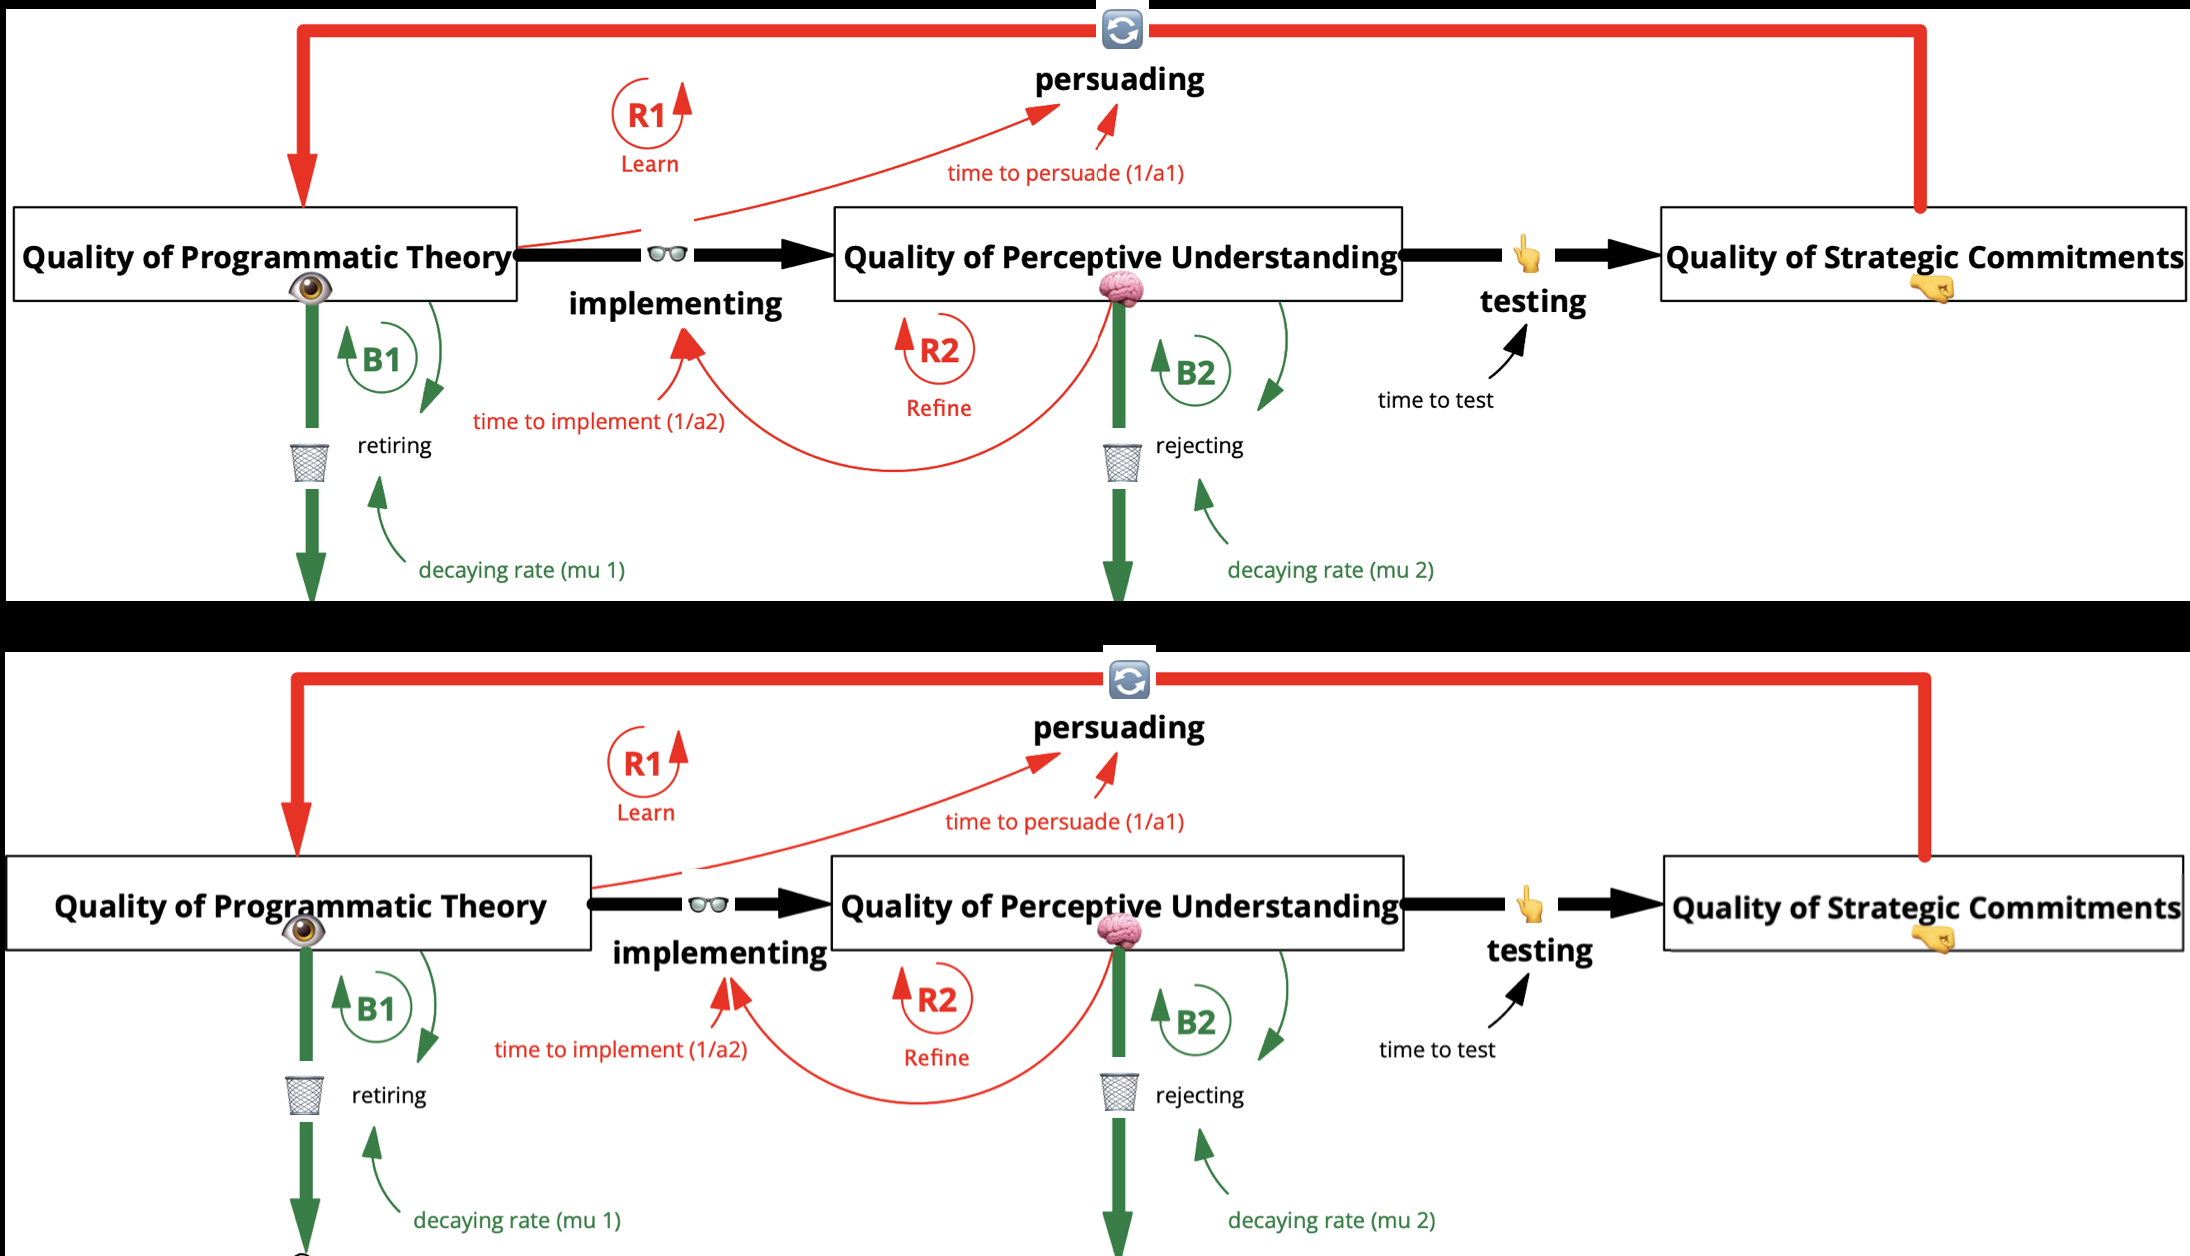 persuading
R1
Learn
time to persuade (1/a1)
Quality of Programmatic Theory
Quality of Perceptive Understanding
Quality of Strategic Commitments
implementing
testing
B1
R2
B2
time to test
Refine
time to implement (1/a2)
retiring
rejecting
decaying rate (mu 1)
decaying rate (mu 2)
persuading
R1
Learn
time to persuade (1/a1)
Quality of Programmatic Theory
Quality of Perceptive Understanding
Quality of Strategic Commitments
implementing
testing
B1
R2
B2
time to implement (1/a2)
Refine
time to test
retiring
rejecting
decaying rate (mu 1)
decaying rate (mu 2)